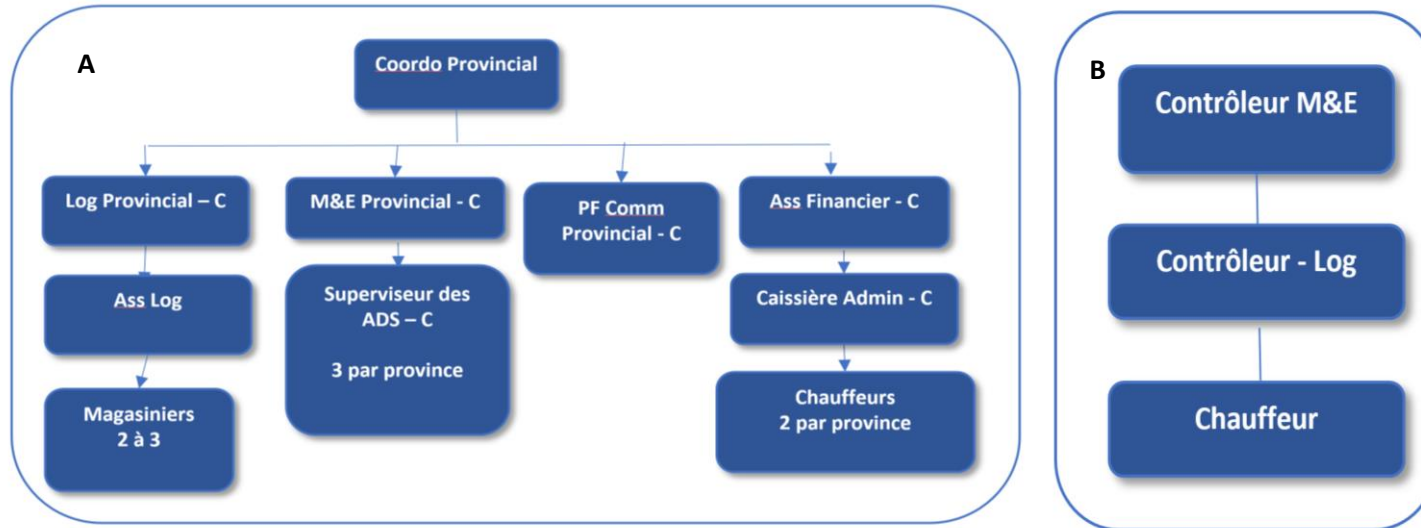 A
Coordo Provincial
Log Provincial – C
M&E Provincial - C
PF Comm
Provincial - C
Ass Financier - C
Ass Log
Superviseur des
ADS – C
3 par province
Caissière Admin - C
Magasiniers
2 à 3
Chauffeurs
2 par province
B
Contrôleur M&E
Contrôleur - Log
Chauffeur